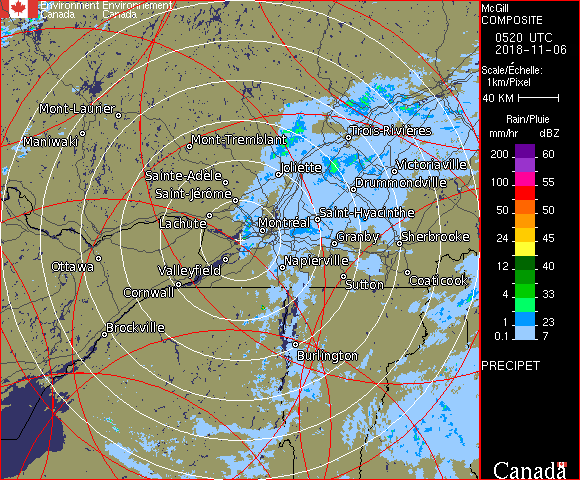 Environment Environnement
Canada Canada
McGill
COMPOSITE
0520 UTC
2018-11-06
Scale/Échelle:
1km/Pixel
40 KM
Rain/Pluie
mm/hr dBZ
200 60
100 55
50 50
24 45
12 40
4 33
1 23
0.1 7
PRECIPET
Canada
Mont-Laurier
Maniwaki
Mont-Tremblant
Trois-Rivières
Joliette
Victoriaville
Sainte-Adèle
Drummondville
Saint-Jérôme
Saint-Hyacinthe
Lachute
Montréal
Granby
Sherbrooke
Ottawa
Valleyfield
Napierville
Cornwall
Sutton
Coaticook
Brockville
Burlington